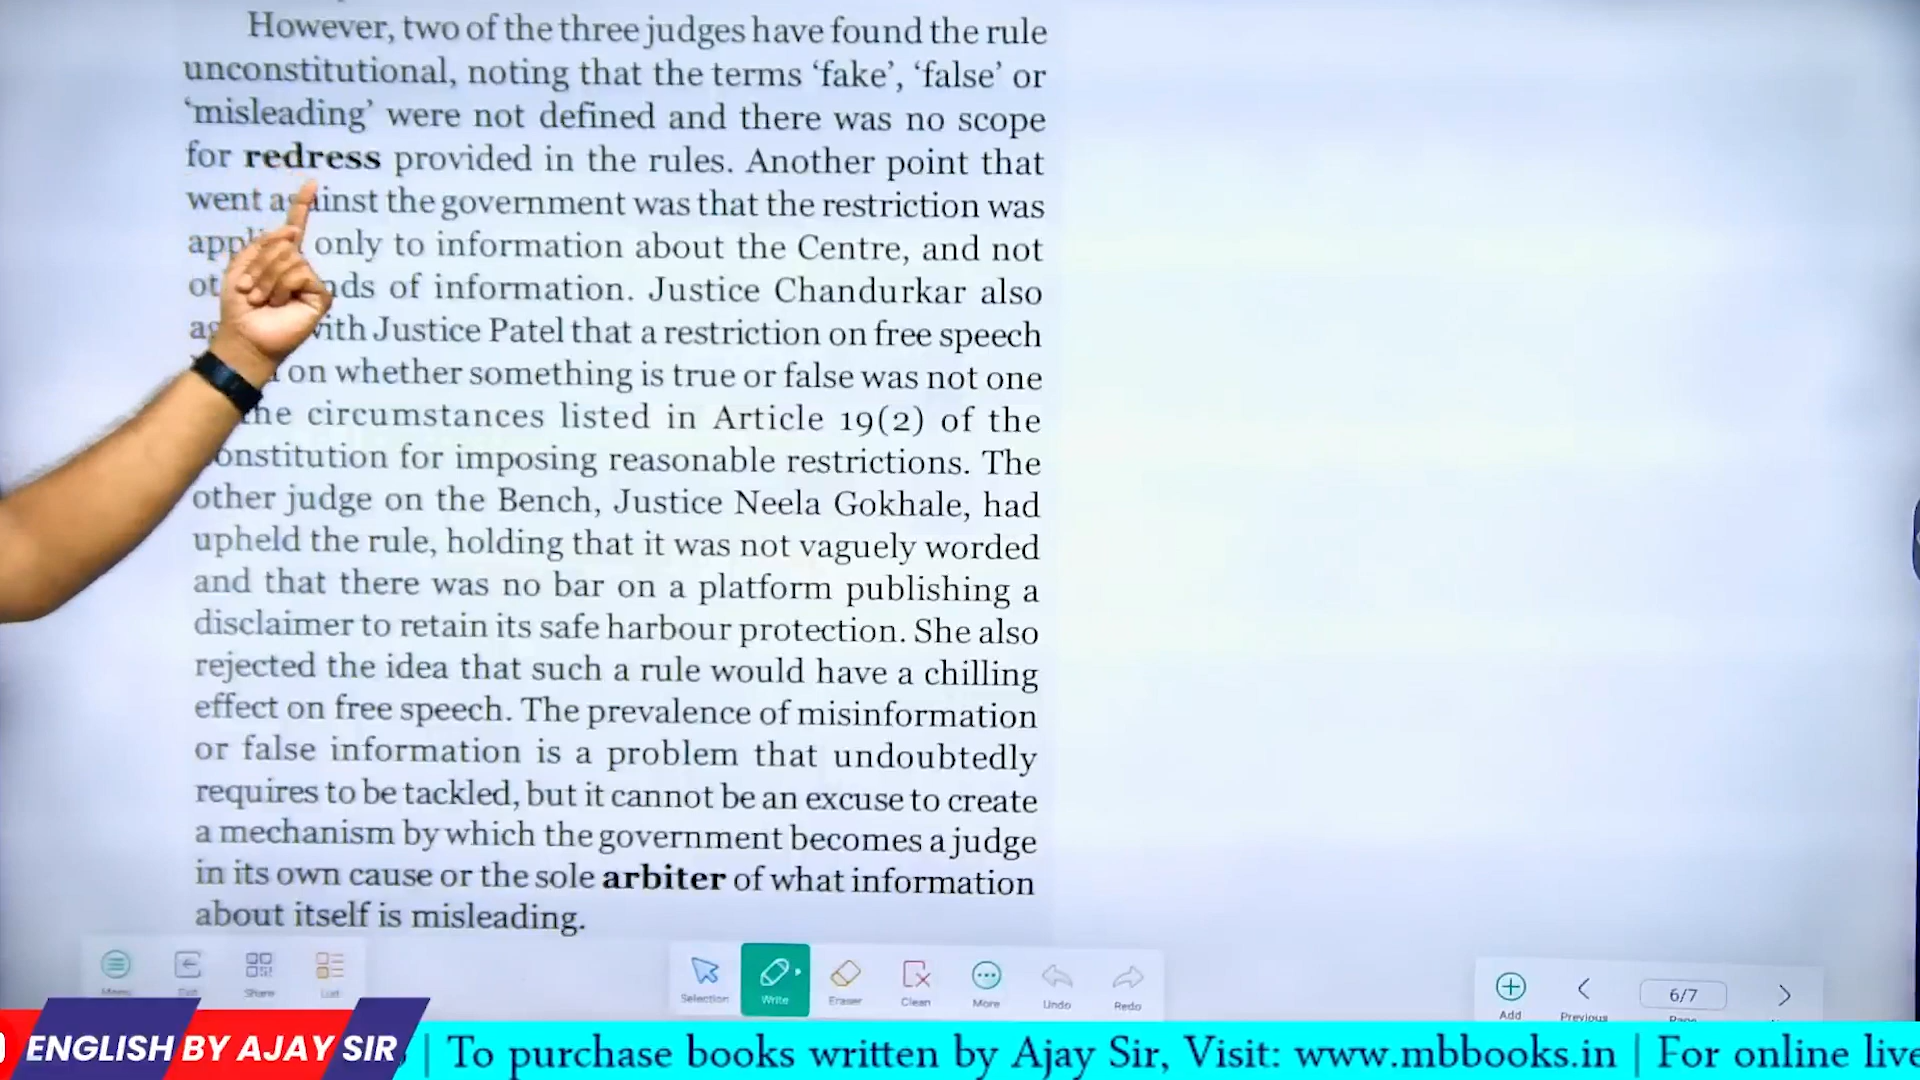 However, two of the three judges have found the rule
unconstitutional, noting that the terms ‘fake’, ‘false’ or
‘misleading’ were not defined and there was no scope
for redress provided in the rules. Another point that
went against the government was that the restriction was
only to information about the Centre, and not
of information. Justice Chandurkar also
with Justice Patel that a restriction on free speech
on whether something is true or false was not one
circumstances listed in Article 19(2) of the
Constitution for imposing reasonable restrictions. The
other judge on the Bench, Justice Neela Gokhale, had
upheld the rule, holding that it was not vaguely worded
and that there was no bar on a platform publishing a
disclaimer to retain its safe harbour protection. She also
rejected the idea that such a rule would have a chilling
effect on free speech. The prevalence of misinformation
or false information is a problem that undoubtedly
requires to be tackled, but it cannot be an excuse to create
a mechanism by which the government becomes a judge
in its own cause or the sole arbiter of what information
about itself is misleading.
Menu Exit Share List
Selection Write Eraser Clean More Undo Redo
Add Previous 6/7 Page
ENGLISH BY AJAY SIR | To purchase books written by Ajay Sir, Visit: www.mbbooks.in | For online live